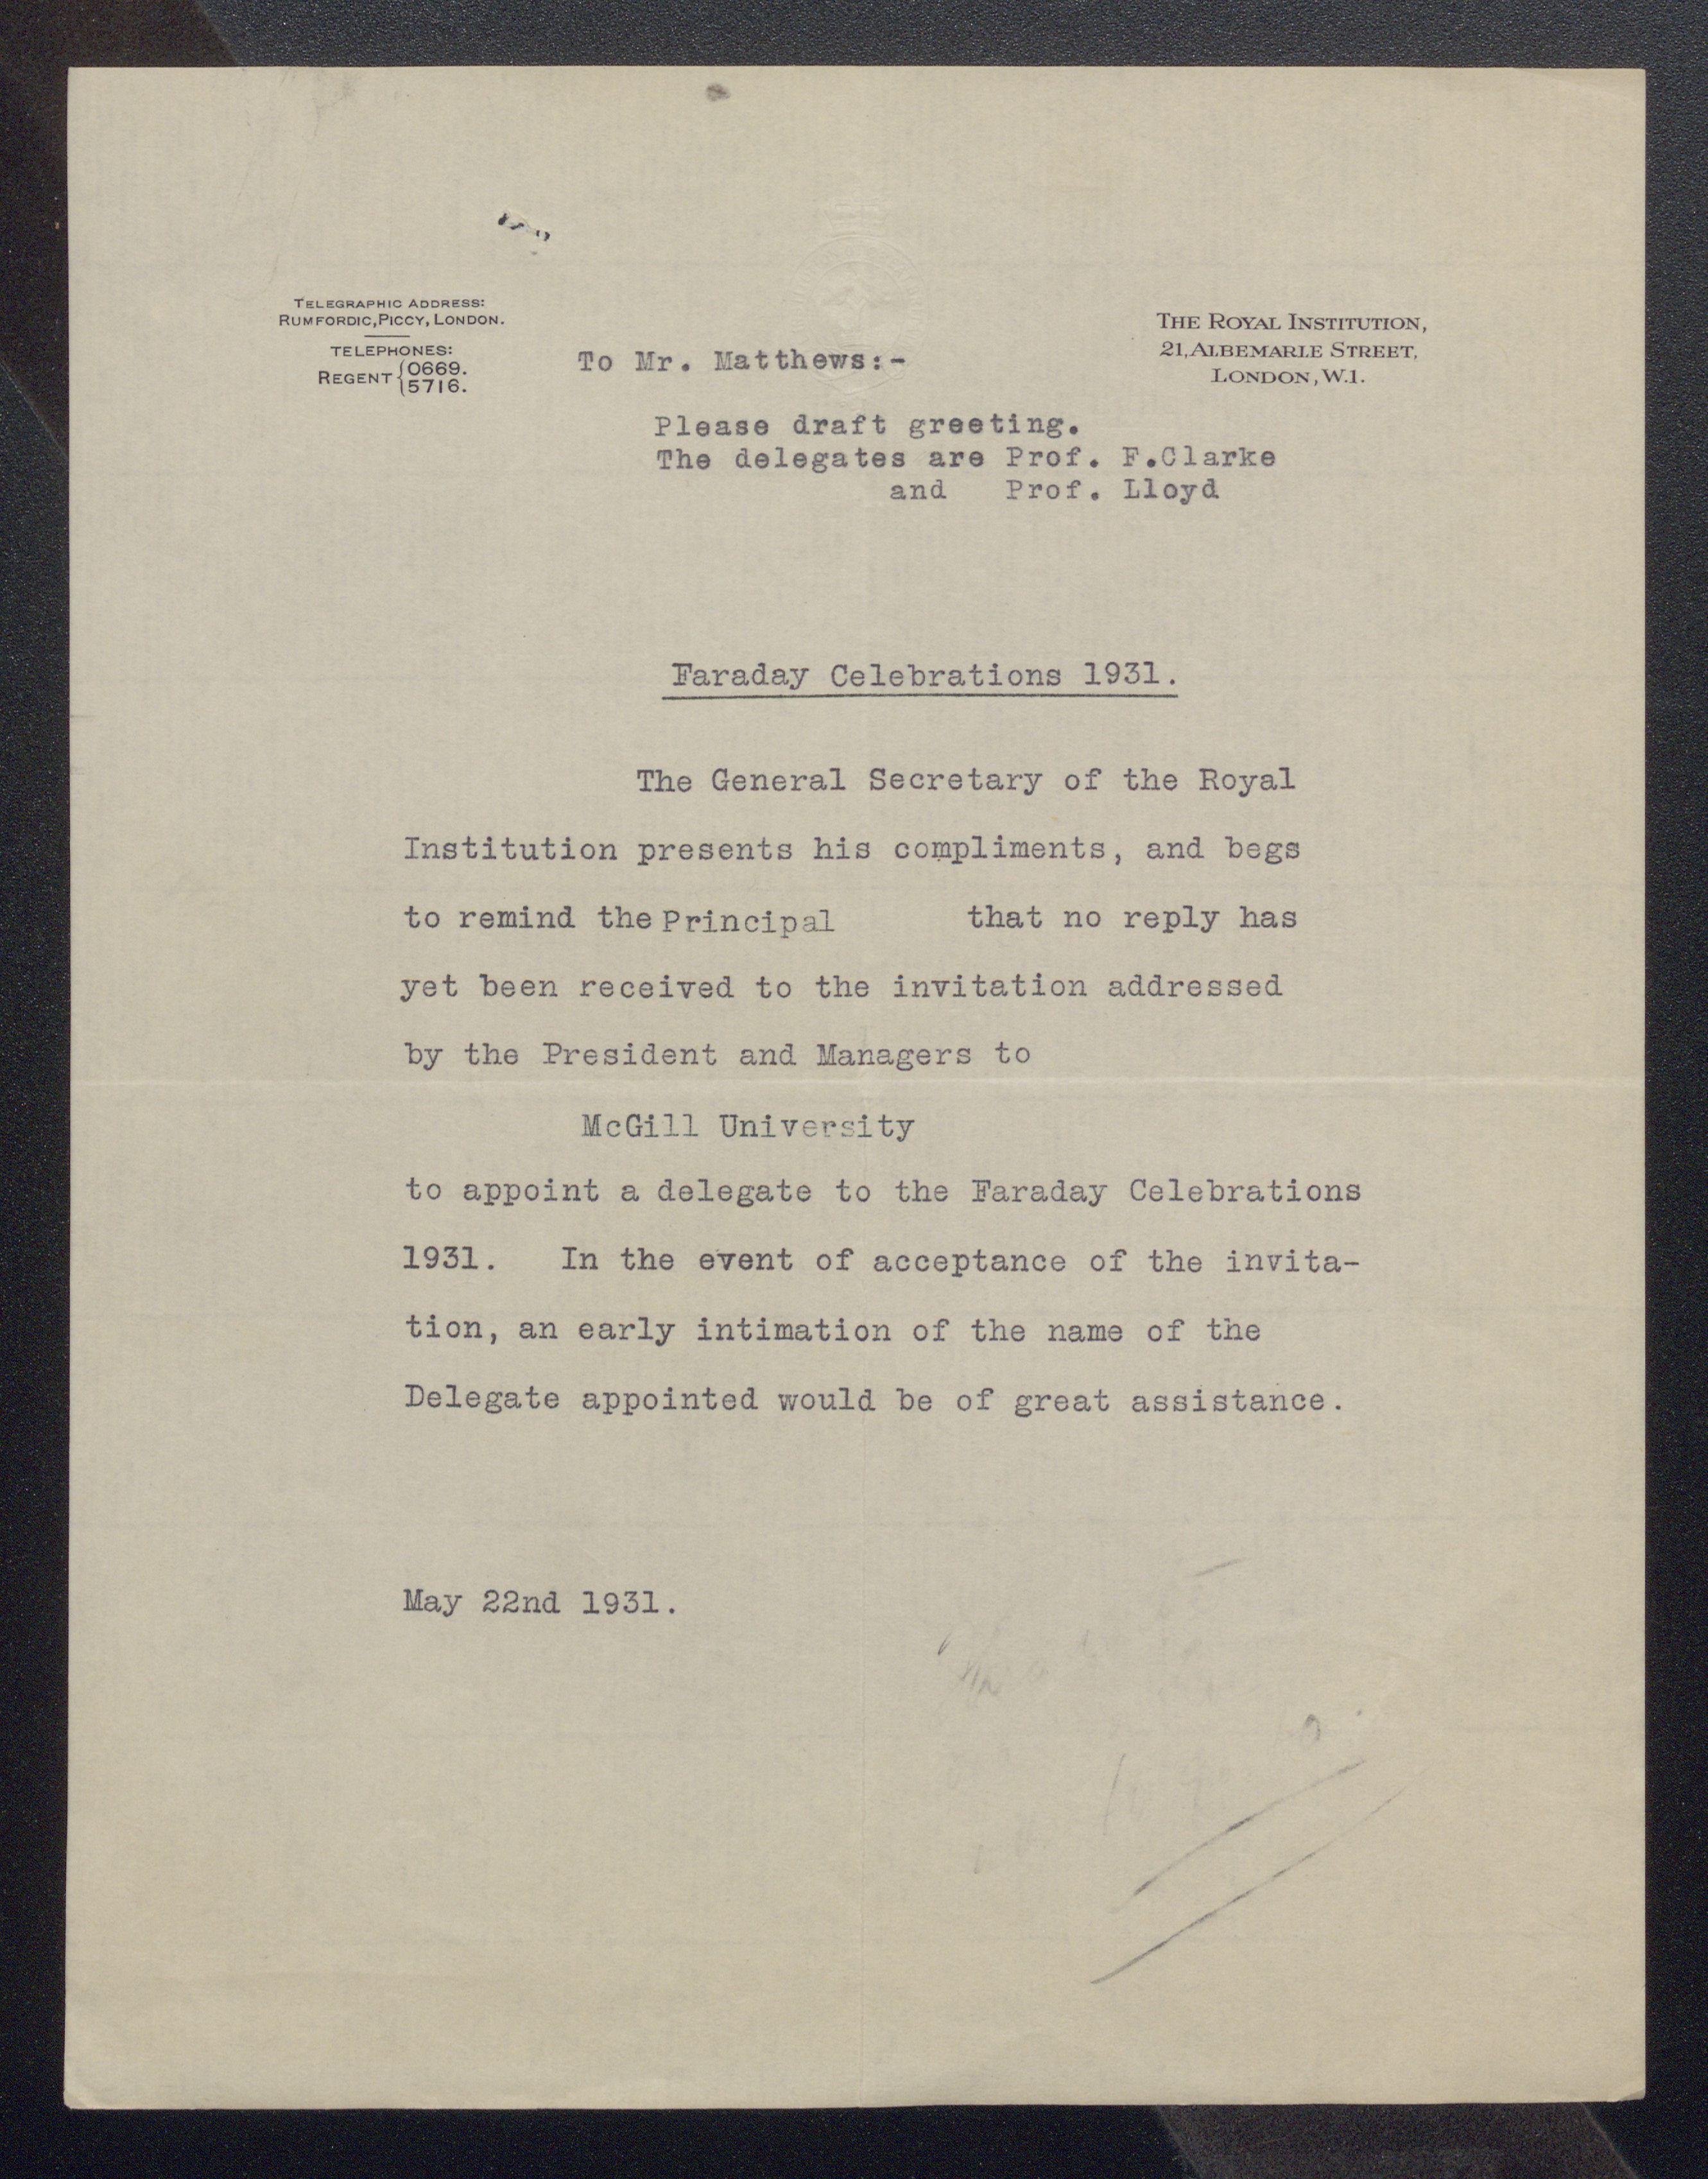 TELEGRAPHIC ADDRESS:
RUMFORDIC, PICCY, LONDON.
TELEPHONES:
REGENT { 0669.
5716.
THE ROYAL INSTITUTION,
21, ALBEMARLE STREET,
LONDON, W.1.
To Mr. Matthews:-
Please draft greeting.
The delegates are Prof. F.Clarke
and Prof. Lloyd
Faraday Celebrations 1931.
The General Secretary of the Royal
Institution presents his compliments, and begs
to remind the Principal that no reply has
yet been received to the invitation addressed
by the President and Managers to
McGill University
to appoint a delegate to the Faraday Celebrations
1931. In the event of acceptance of the invita-
tion, an early intimation of the name of the
Delegate appointed would be of great assistance.
May 22nd 1931.